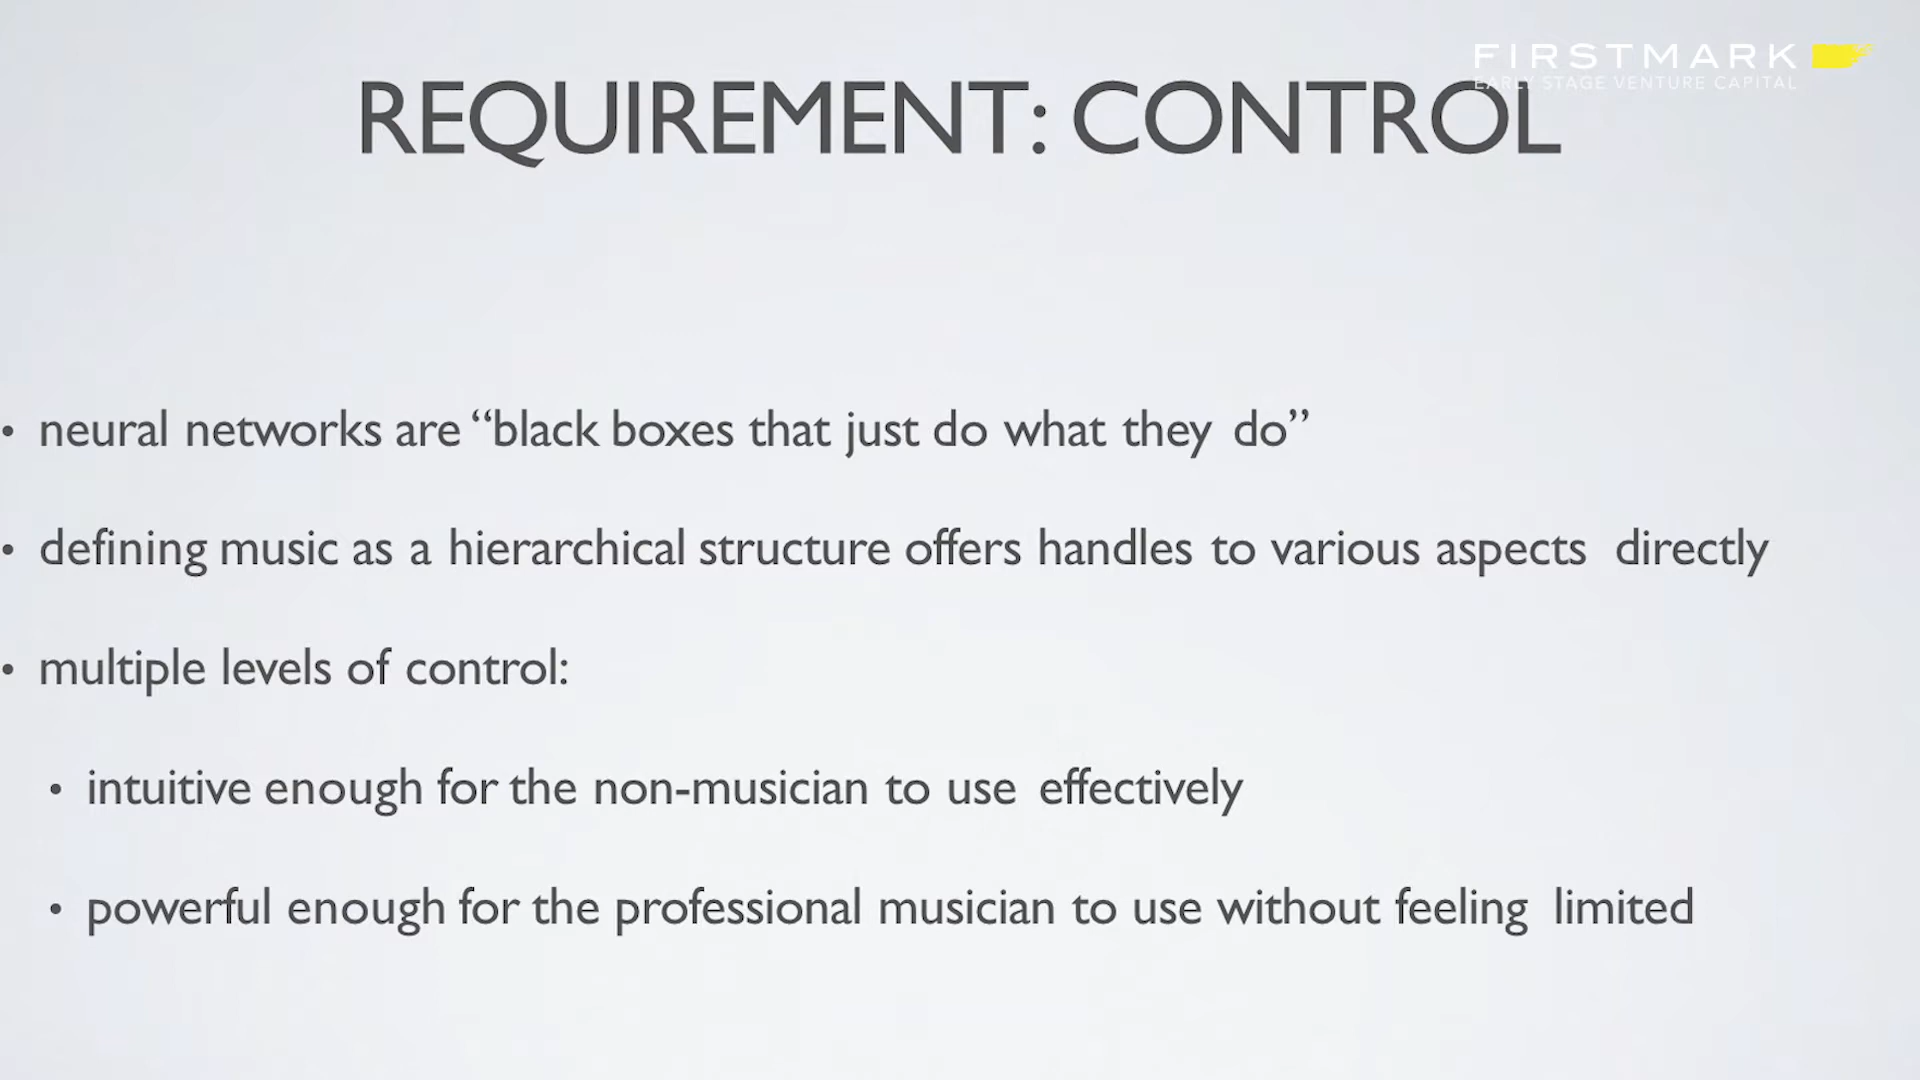 FIRSTMARK
EARLY STAGE VENTURE CAPITAL
REQUIREMENT: CONTROL
• neural networks are “black boxes that just do what they do”
• defining music as a hierarchical structure offers handles to various aspects directly
• multiple levels of control:
• intuitive enough for the non-musician to use effectively
• powerful enough for the professional musician to use without feeling limited